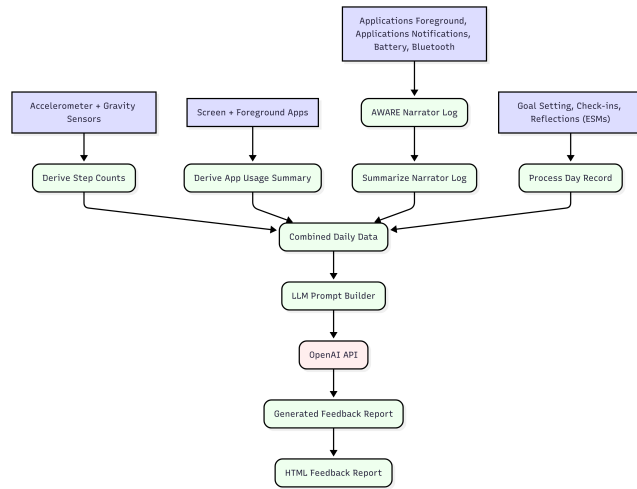 Applications Foreground,
Applications Notifications,
Battery, Bluetooth
Accelerometer + Gravity
Sensors
Screen + Foreground Apps
AWARE Narrator Log
Goal Setting, Check-ins,
Reflections (ESMs)
Derive Step Counts
Derive App Usage Summary
Summarize Narrator Log
Process Day Record
Combined Daily Data
LLM Prompt Builder
OpenAI API
Generated Feedback Report
HTML Feedback Report